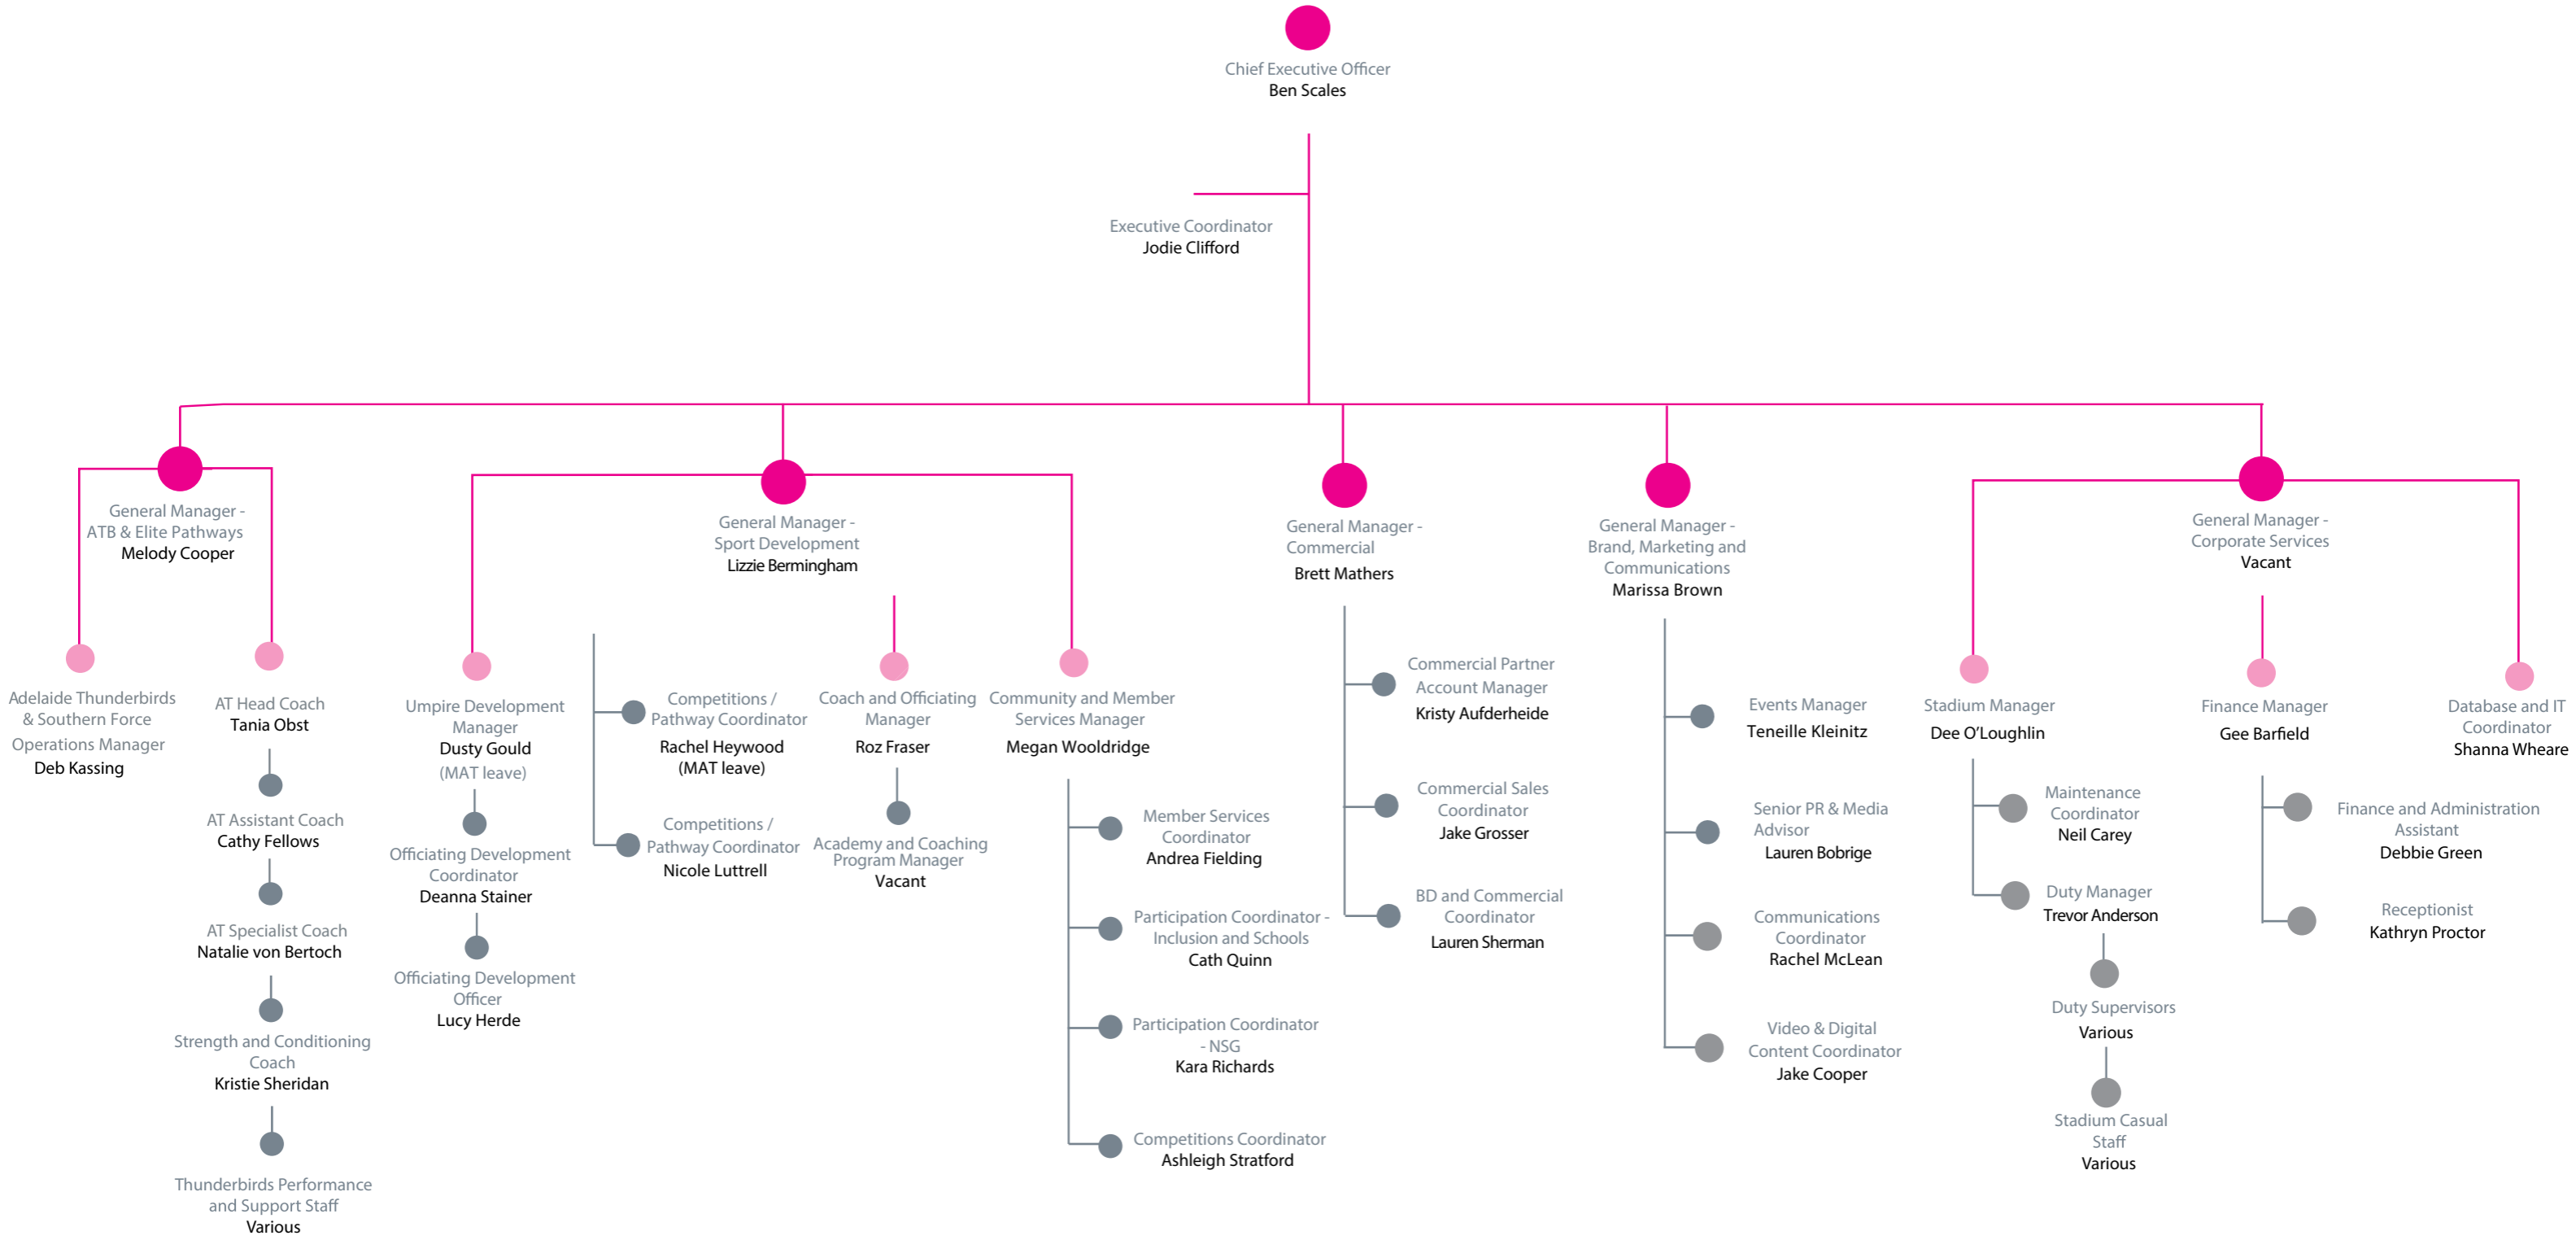 Chief Executive Officer
Ben Scales
Executive Coordinator
Jodie Clifford
General Manager -
ATB & Elite Pathways
Melody Cooper
Adelaide Thunderbirds
& Southern Force
Operations Manager
Deb Kassing
AT Head Coach
Tania Obst
AT Assistant Coach
Cathy Fellows
AT Specialist Coach
Natalie von Bertoch
Strength and Conditioning
Coach
Kristie Sheridan
Thunderbirds Performance
and Support Staff
Various
General Manager -
Sport Development
Lizzie Bermingham
Umpire Development
Manager
Dusty Gould
(MAT leave)
Officiating Development
Coordinator
Deanna Stainer
Officiating Development
Officer
Lucy Herde
Competitions /
Pathway Coordinator
Rachel Heywood
(MAT leave)
Competitions /
Pathway Coordinator
Nicole Luttrell
Coach and Officiating
Manager
Roz Fraser
Academy and Coaching
Program Manager
Vacant
Community and Member
Services Manager
Megan Wooldridge
Member Services
Coordinator
Andrea Fielding
Participation Coordinator -
Inclusion and Schools
Cath Quinn
Participation Coordinator
- NSG
Kara Richards
Competitions Coordinator
Ashleigh Stratford
General Manager -
Commercial
Brett Mathers
Commercial Partner
Account Manager
Kristy Aufderheide
Commercial Sales
Coordinator
Jake Grosser
BD and Commercial
Coordinator
Lauren Sherman
General Manager -
Brand, Marketing and
Communications
Marissa Brown
Events Manager
Teneille Kleinitz
Senior PR & Media
Advisor
Lauren Bobrige
Communications
Coordinator
Rachel McLean
Video & Digital
Content Coordinator
Jake Cooper
General Manager -
Corporate Services
Vacant
Stadium Manager
Dee O’Loughlin
Maintenance
Coordinator
Neil Carey
Duty Manager
Trevor Anderson
Duty Supervisors
Various
Stadium Casual
Staff
Various
Finance Manager
Gee Barfield
Finance and Administration
Assistant
Debbie Green
Receptionist
Kathryn Proctor
Database and IT
Coordinator
Shanna Wheare